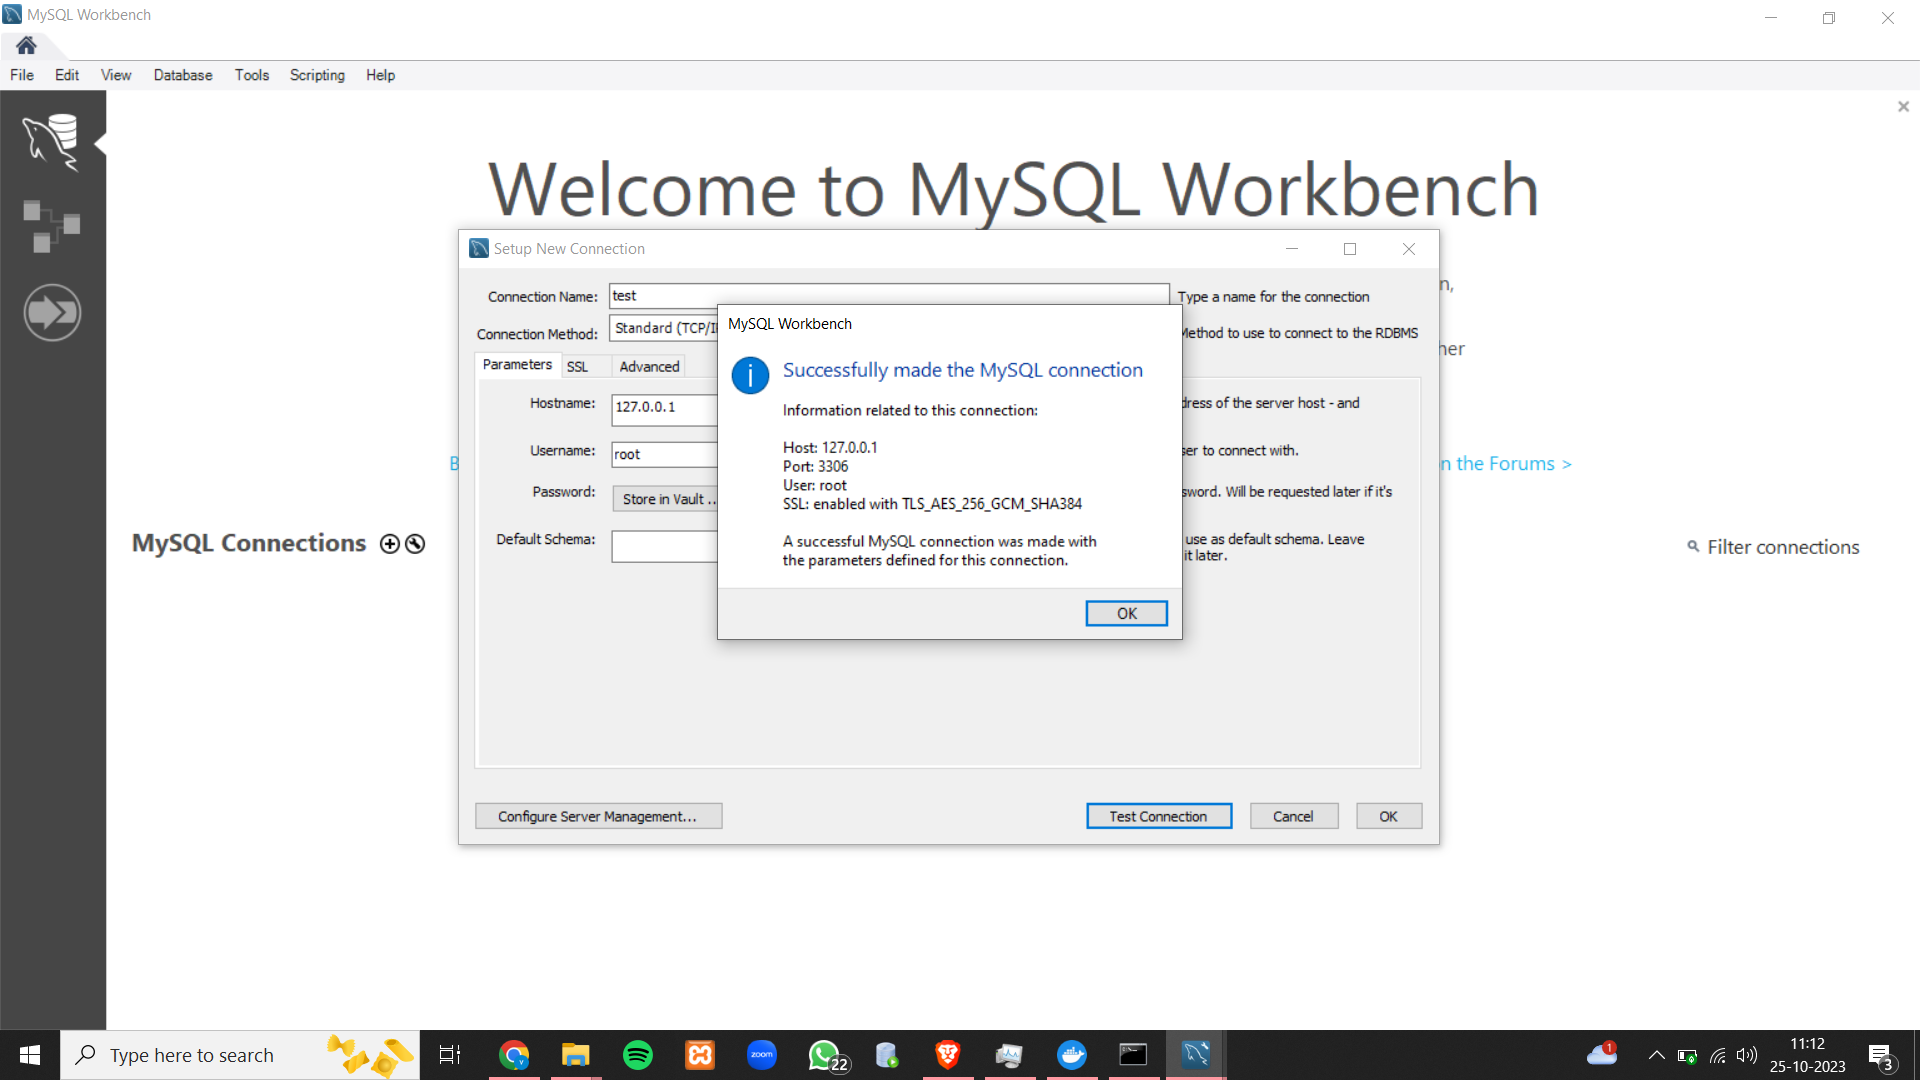 MySQL Workbench
File Edit View Database Tools Scripting Help
Welcome to MySQL Workbench
Setup New Connection
Connection Name: test Type a name for the connection
Connection Method: Standard (TCP/I Method to use to connect to the RDBMS
Parameters SSL Advanced
Hostname: 127.0.0.1 dress of the server host - and
Username: root ser to connect with.
Password: Store in Vault .. sword. Will be requested later if it's
Default Schema: use as default schema. Leave
it later.
MySQL Workbench
Successfully made the MySQL connection
Information related to this connection:
Host: 127.0.0.1
Port: 3306
User: root
SSL: enabled with TLS_AES_256_GCM_SHA384
A successful MySQL connection was made with
the parameters defined for this connection.
OK
n,
her
B
n the Forums >
MySQL Connections
Filter connections
Configure Server Management... Test Connection Cancel OK
Type here to search
zoom
22
1
11:12
25-10-2023
3